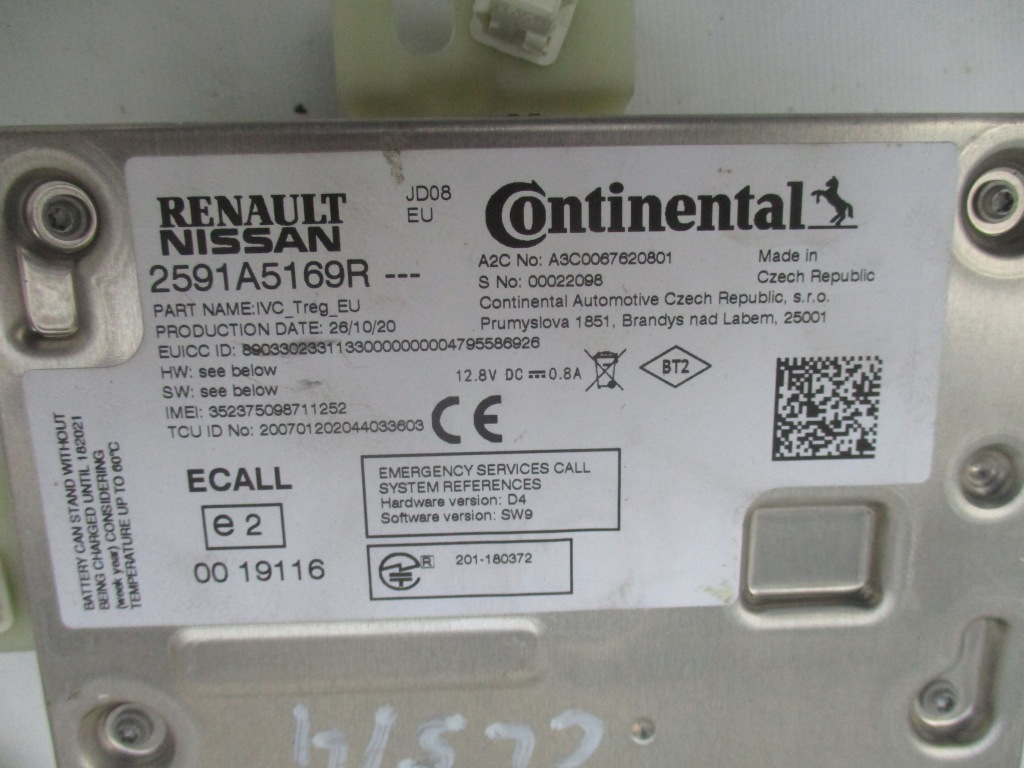 RENAULT
NISSAN
JD08
EU
Continental
2591A5169R ---
PART NAME:IVC_Treg_EU
PRODUCTION DATE: 26/10/20
EUICC ID: 89033023311330000000004795586926
HW: see below
SW: see below
IMEI: 352375098711252
TCU ID No: 200701202044033603
A2C No: A3C0067620801
S No: 00022098
Made in
Czech Republic
Continental Automotive Czech Republic, s.r.o.
Prumyslova 1851, Brandys nad Labem, 25001
12.8V DC ⎓ 0.8A
BT2
CE
ECALL
e 2
00 19116
EMERGENCY SERVICES CALL
SYSTEM REFERENCES
Hardware version: D4
Software version: SW9
R 201-180372
BATTERY CAN STAND WITHOUT
BEING CHARGED UNTIL 182021
(week year) CONSIDERING
TEMPERATURE UP TO 60°C